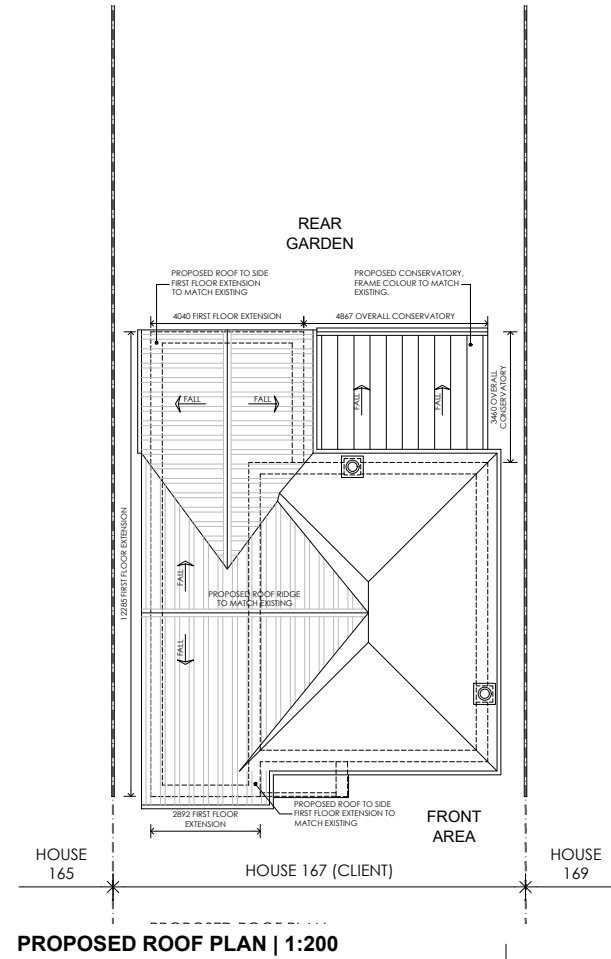 REAR
GARDEN
PROPOSED ROOF TO SIDE
FIRST FLOOR EXTENSION
TO MATCH EXISTING
PROPOSED CONSERVATORY,
FRAME COLOUR TO MATCH
EXISTING.
4040 FIRST FLOOR EXTENSION
4867 OVERALL CONSERVATORY
FALL
FALL
FALL
FALL
3460 OVERALL
CONSERVATORY
12285 FIRST FLOOR EXTENSION
FALL
PROPOSED ROOF RIDGE
TO MATCH EXISTING
FALL
PROPOSED ROOF TO SIDE
FIRST FLOOR EXTENSION TO
MATCH EXISTING
2892 FIRST FLOOR
EXTENSION
FRONT
AREA
HOUSE
165
HOUSE 167 (CLIENT)
HOUSE
169
PROPOSED ROOF PLAN | 1:200